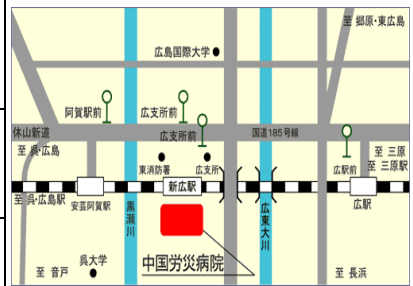 至 郷原・東広島
広島国際大学
阿賀駅前
広支所前
広支所前
休山新道
国道185号線
至 呉・広島
広駅前
至 三原
至 三原駅
東消防署
広支所
新広駅
至 呉・広島駅
安芸阿賀駅
広駅
黒瀬川
広東大川
呉大学
中国労災病院
至 音戸
至 長浜